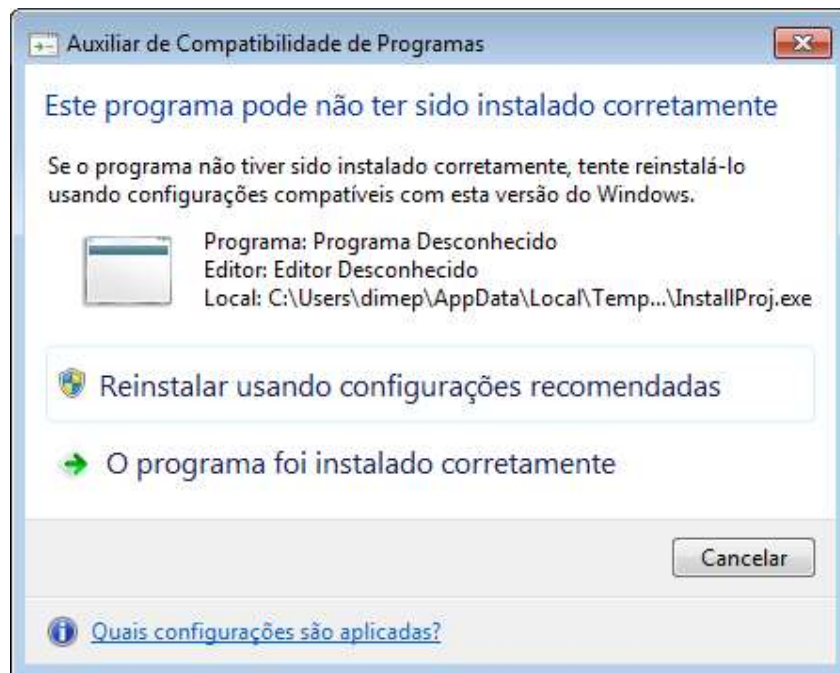 Auxiliar de Compatibilidade de Programas
Este programa pode não ter sido instalado corretamente
Se o programa não tiver sido instalado corretamente, tente reinstalá-lo
usando configurações compatíveis com esta versão do Windows.
Programa: Programa Desconhecido
Editor: Editor Desconhecido
Local: C:\Users\dimep\AppData\Local\Temp...\InstallProj.exe
Reinstalar usando configurações recomendadas
O programa foi instalado corretamente
Cancelar
Quais configurações são aplicadas?